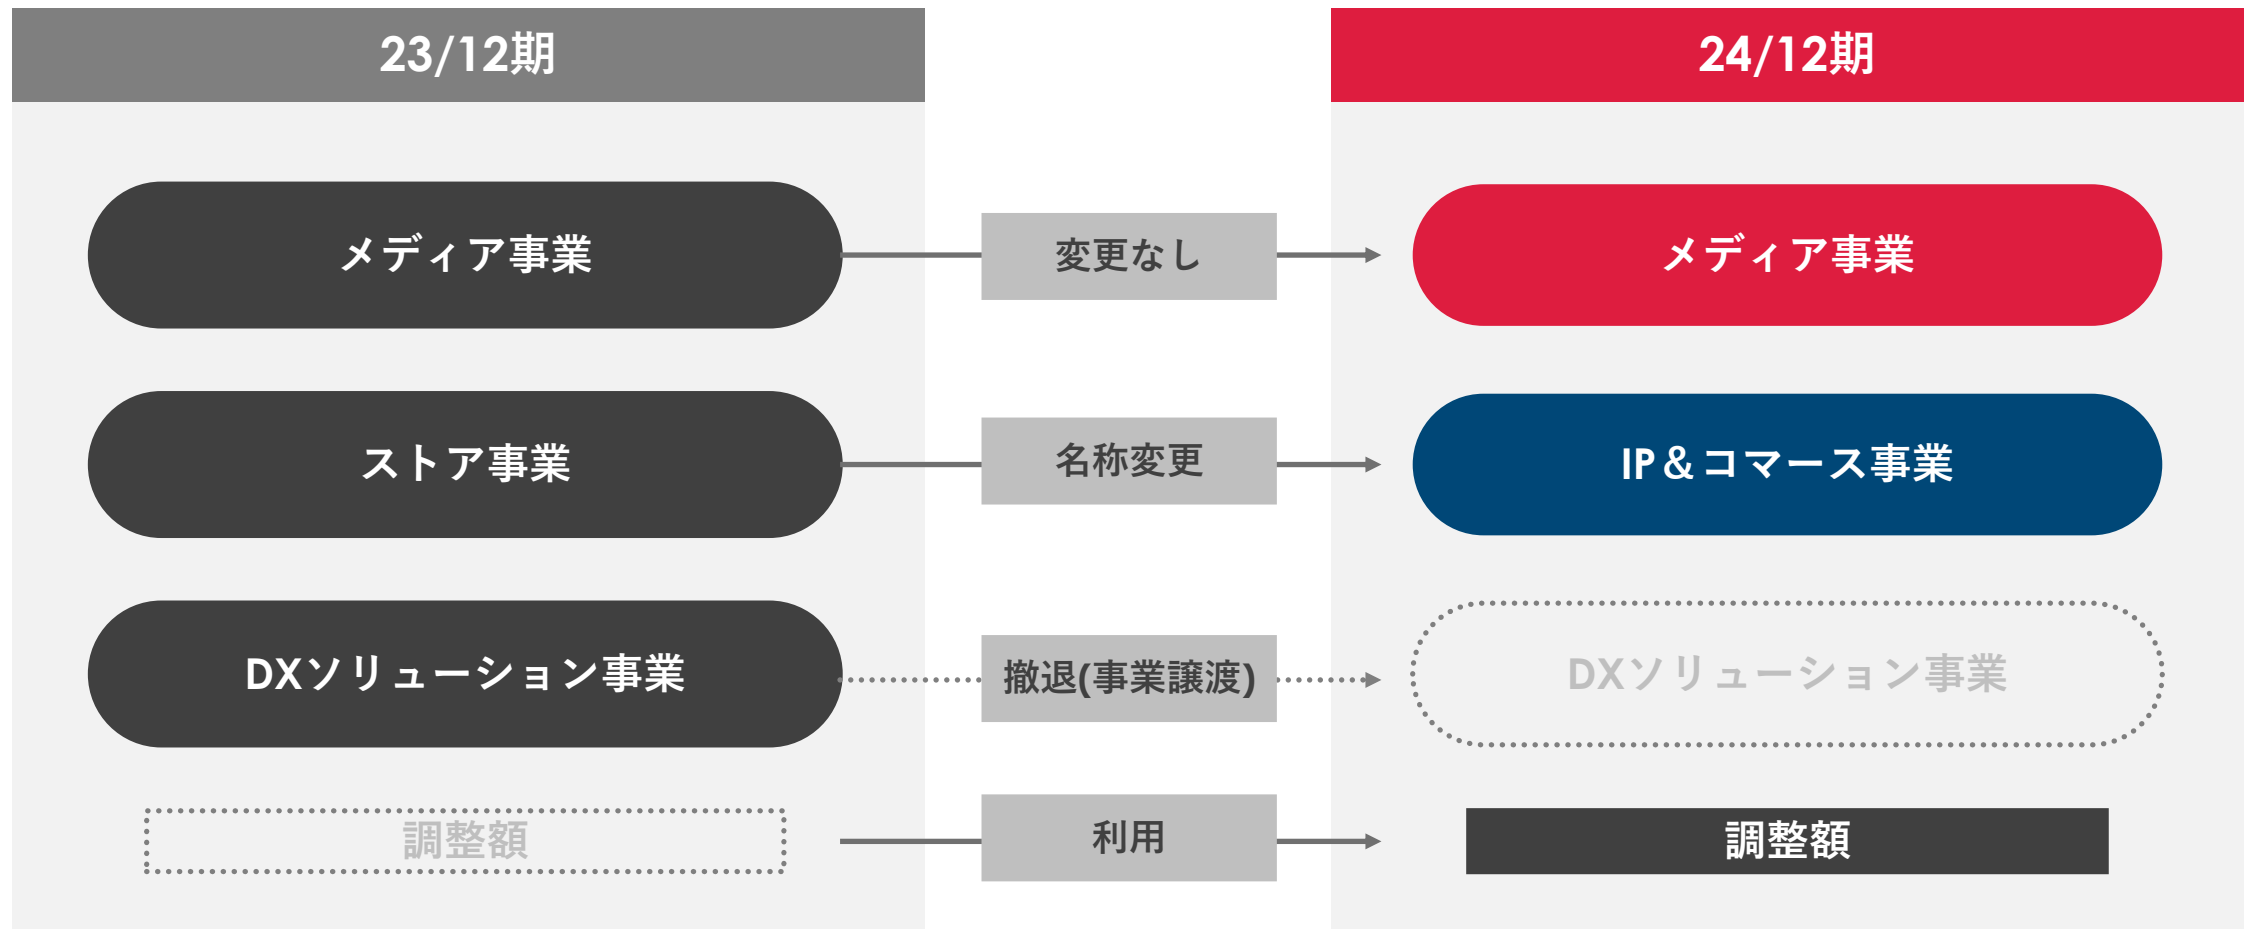 23/12期
24/12期
メディア事業
変更なし
メディア事業
ストア事業
名称変更
IP＆コマース事業
DXソリューション事業
撤退(事業譲渡)
DXソリューション事業
調整額
利用
調整額